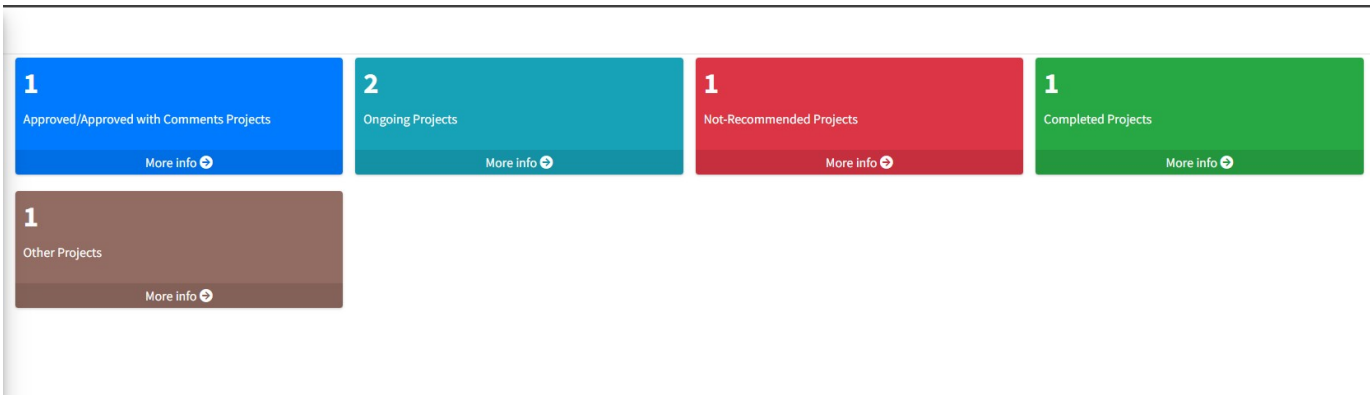 1
Approved/Approved with Comments Projects
More info
2
Ongoing Projects
More info
1
Not-Recommended Projects
More info
1
Completed Projects
More info
1
Other Projects
More info